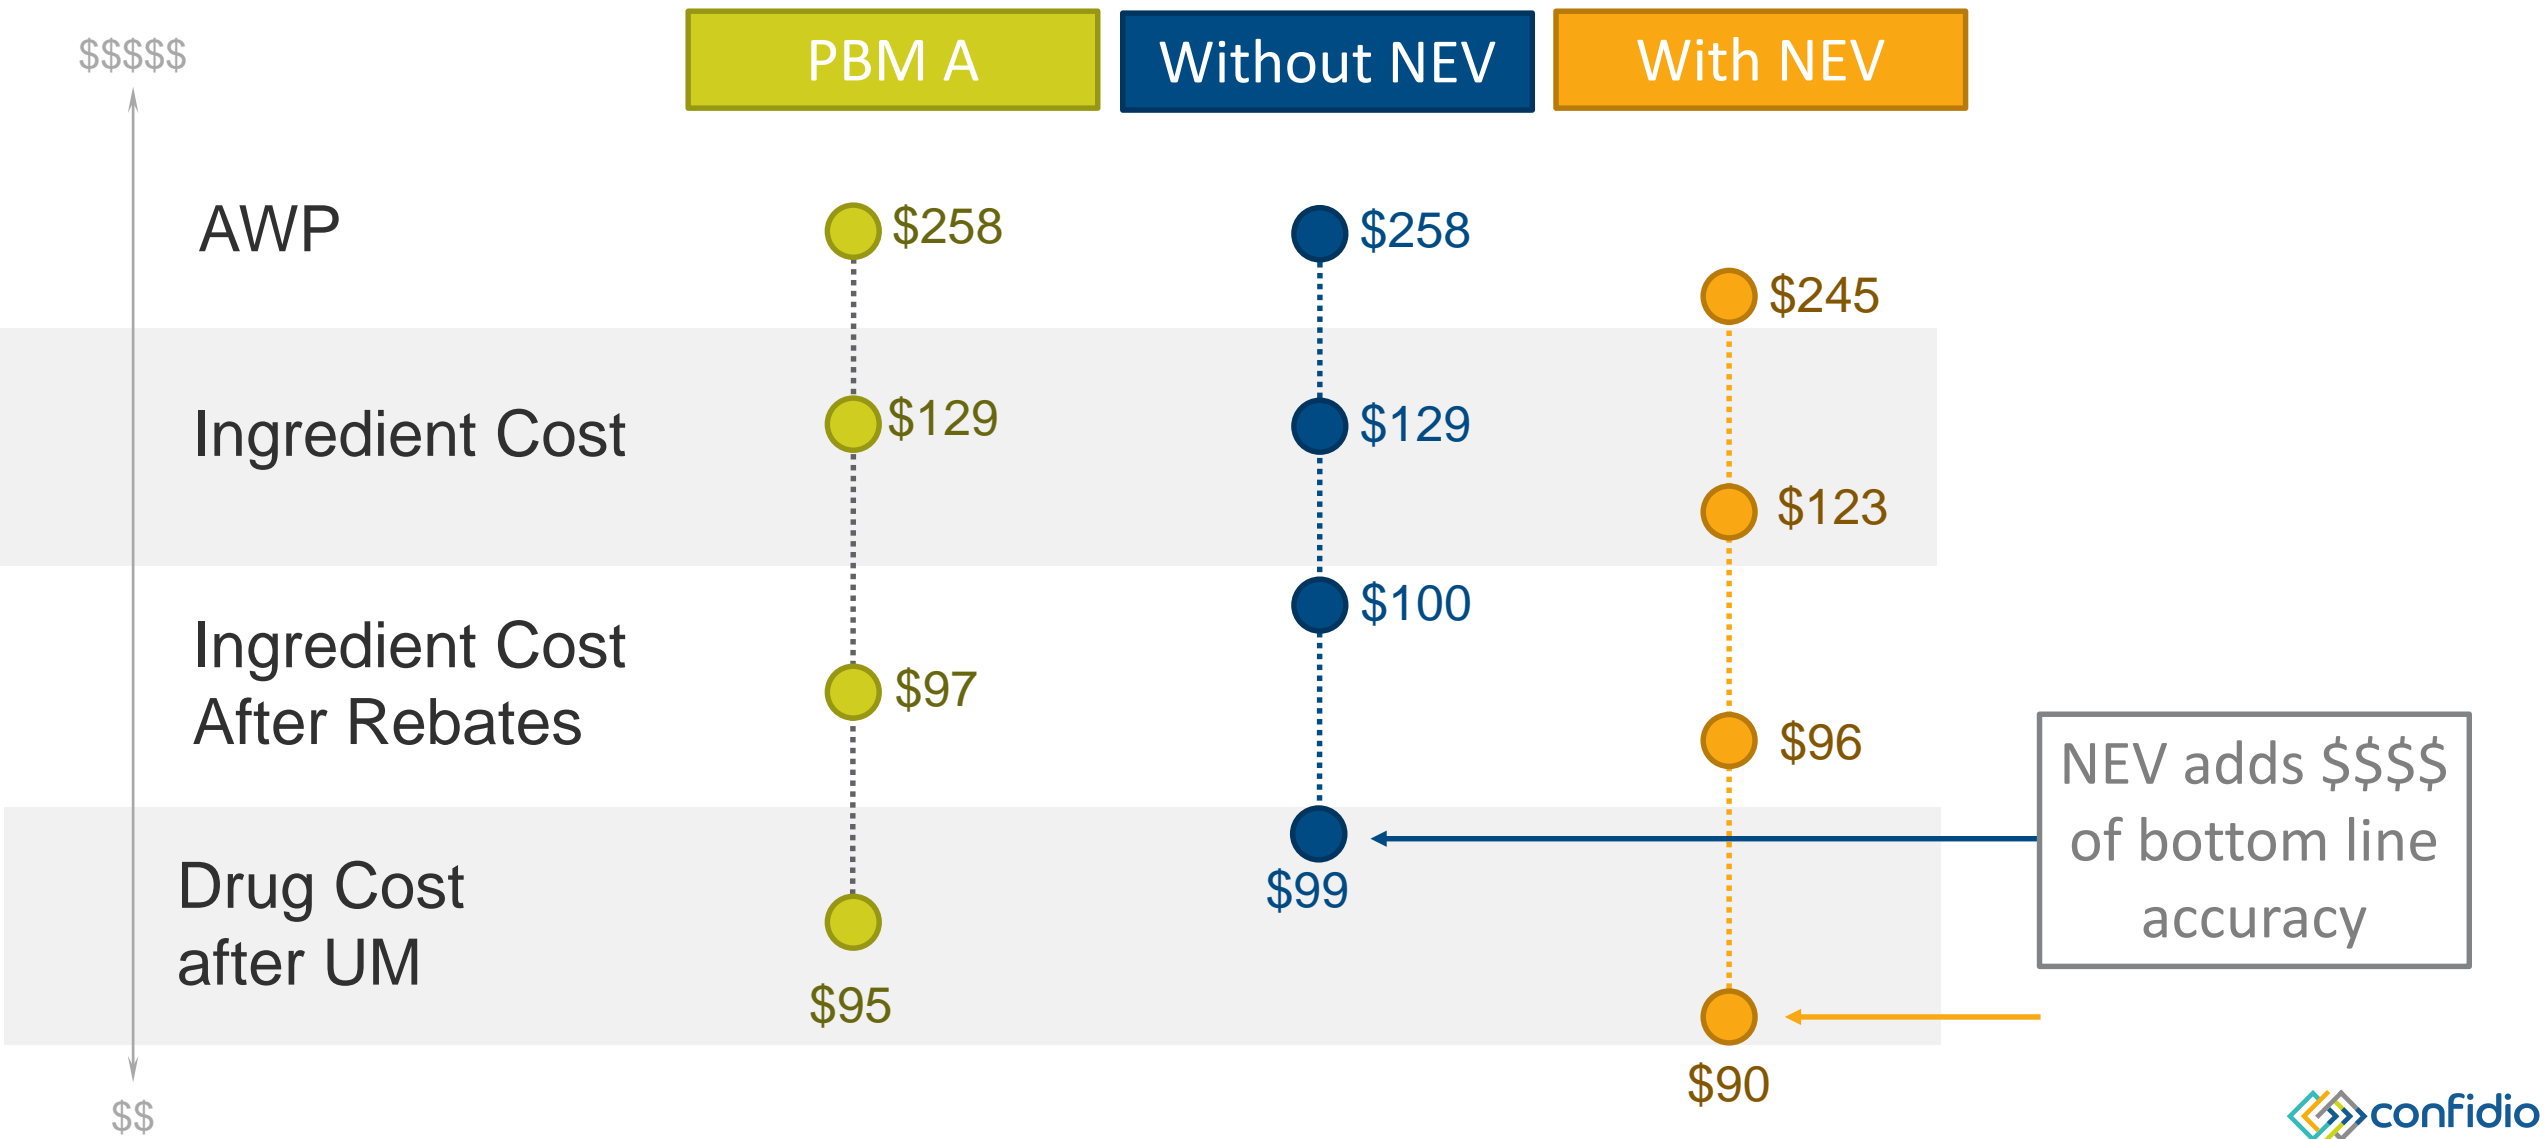 $$$$$
PBM A
Without NEV
With NEV
AWP
$258
$258
$245
Ingredient Cost
$129
$129
$123
Ingredient Cost
After Rebates
$97
$100
$96
Drug Cost
after UM
$95
$99
$90
NEV adds $$$$
of bottom line
accuracy
$$
confidio